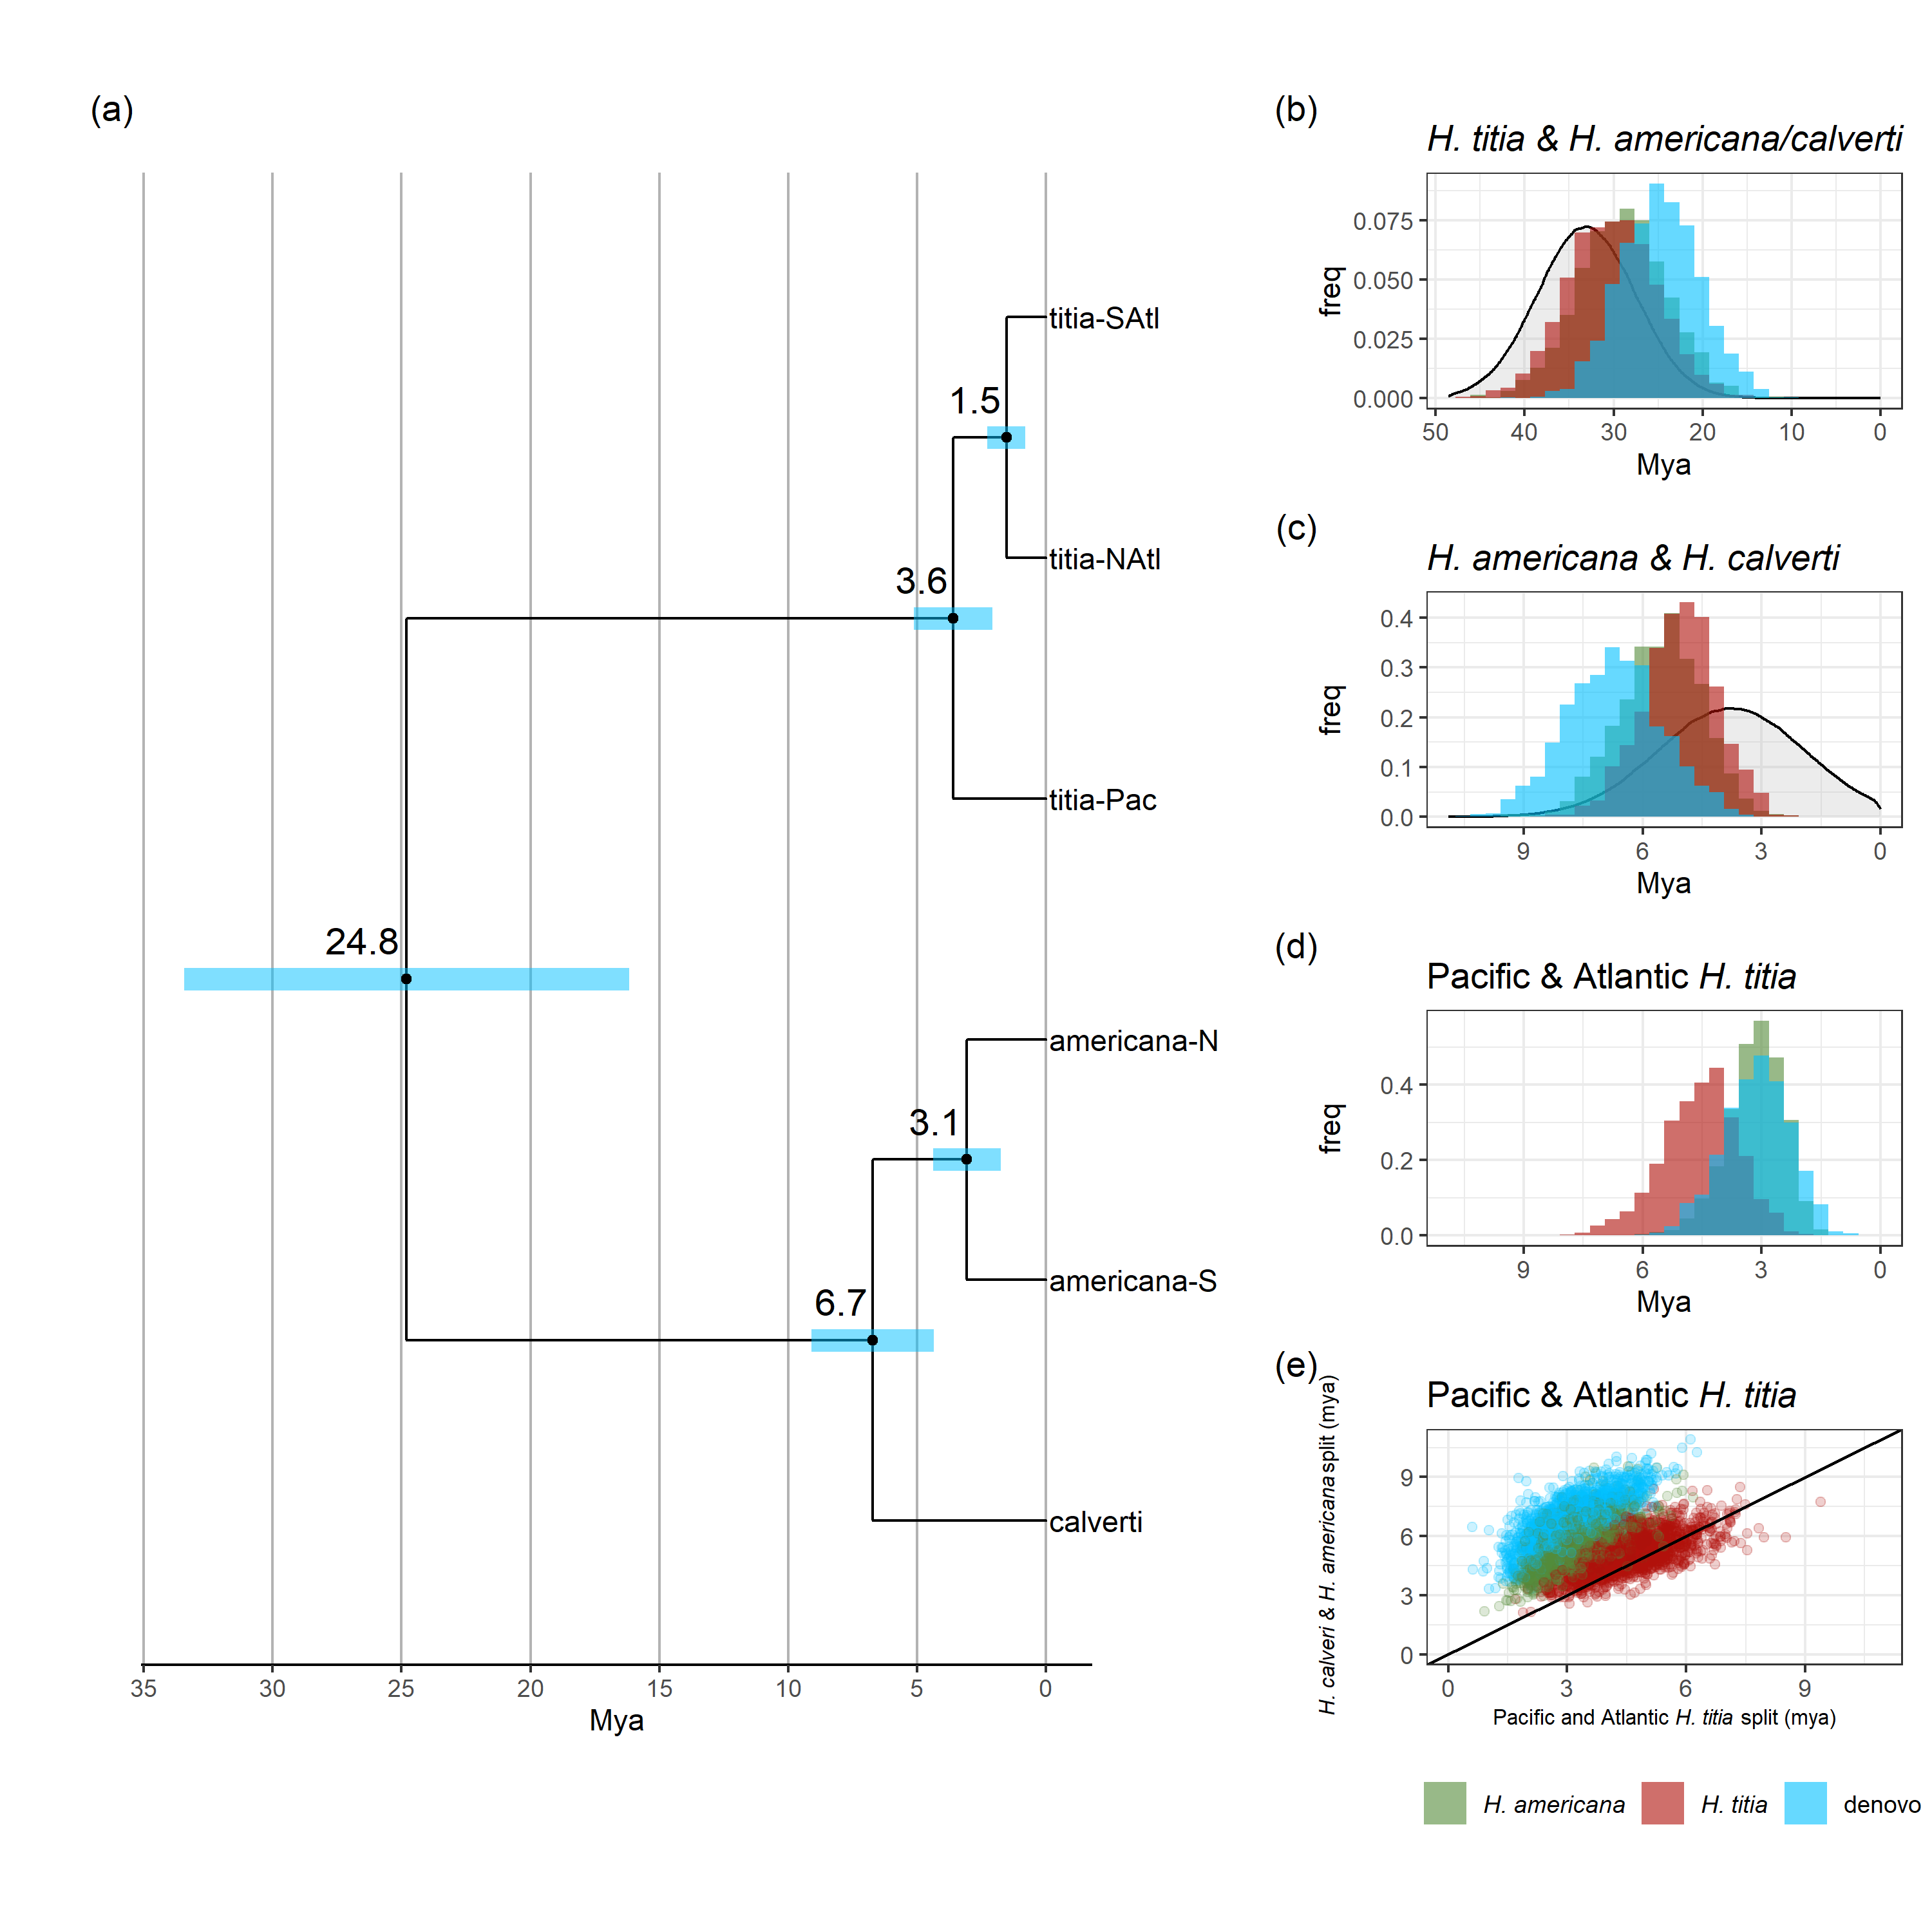 (a)
titia-SAtl
1.5
titia-NAtl
3.6
titia-Pac
24.8
americana-N
3.1
americana-S
6.7
calverti
35 30 25 20 15 10 5 0
Mya
(b)
H. titia & H. americana/calverti
freq
0.075
0.050
0.025
0.000
50 40 30 20 10 0
Mya
(c)
H. americana & H. calverti
freq
0.4
0.3
0.2
0.1
0.0
9 6 3 0
Mya
(d)
Pacific & Atlantic H. titia
freq
0.4
0.2
0.0
9 6 3 0
Mya
(e)
Pacific & Atlantic H. titia
H. calveri & H. americana split (mya)
9
6
3
0
0 3 6 9
Pacific and Atlantic H. titia split (mya)
H. americana H. titia denovo